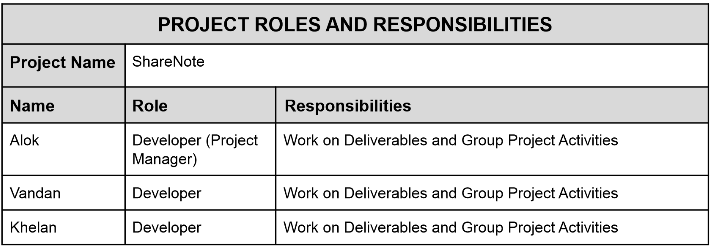 PROJECT ROLES AND RESPONSIBILITIES
Project Name ShareNote
Name Role Responsibilities
Alok Developer (Project Work on Deliverables and Group Project Activities
Manager)
Vandan Developer Work on Deliverables and Group Project Activities
Khelan Developer Work on Deliverables and Group Project Activities